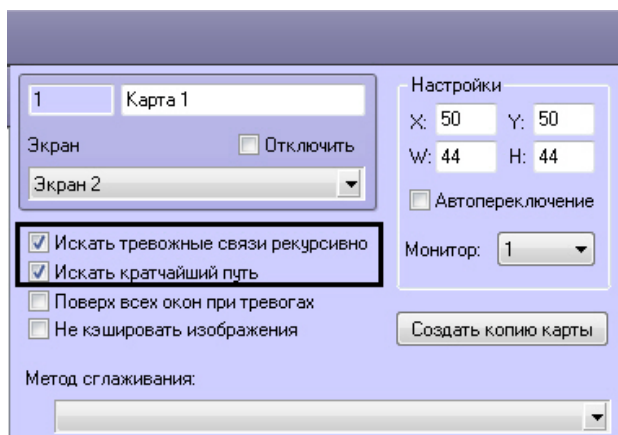 1 Карта 1
Экран Отключить
Экран 2
Настройки
X: 50 Y: 50
W: 44 H: 44
Автопереключение
Монитор: 1
Искать тревожные связи рекурсивно
Искать кратчайший путь
Поверх всех окон при тревогах
Не кэшировать изображения
Создать копию карты
Метод сглаживания: